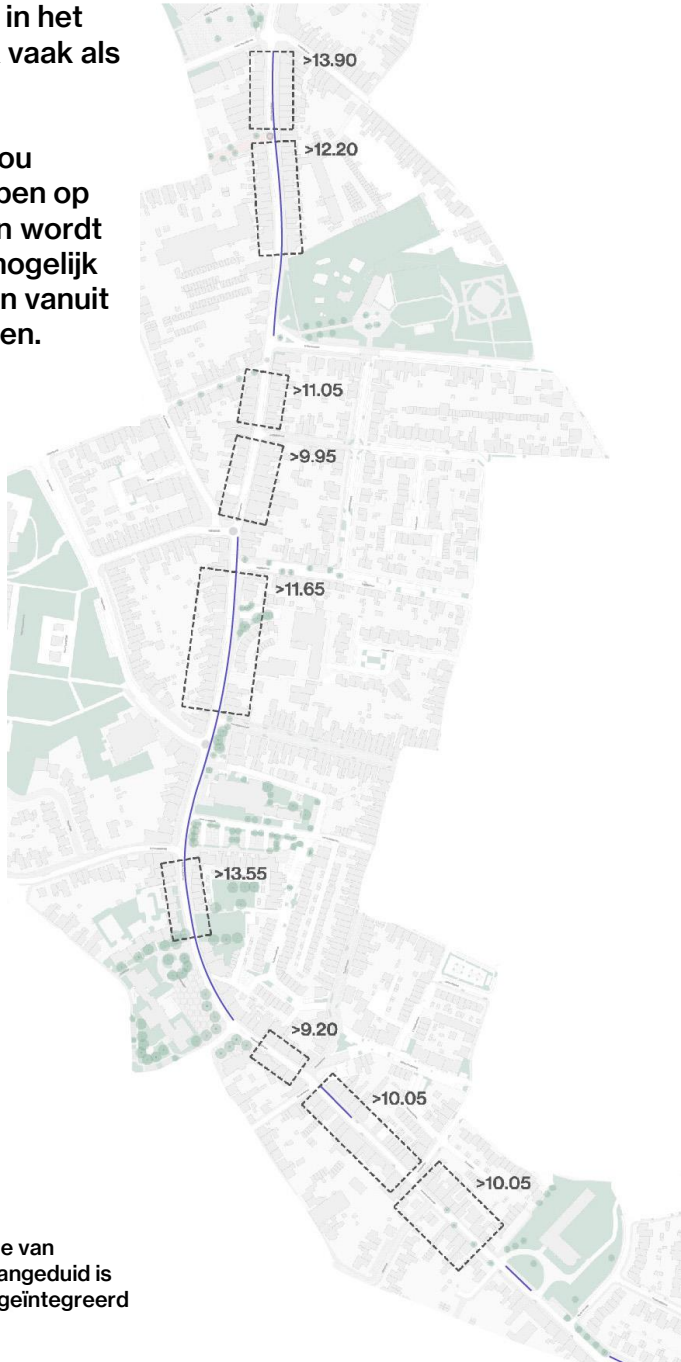 in het
vaak als
ou
pen op
n wordt
nogelijk
n vanuit
en.
>13.90
>12.20
>11.05
>9.95
>11.65
>13.55
>9.20
>10.05
>10.05
e van
angeduid is
geïntegreerd